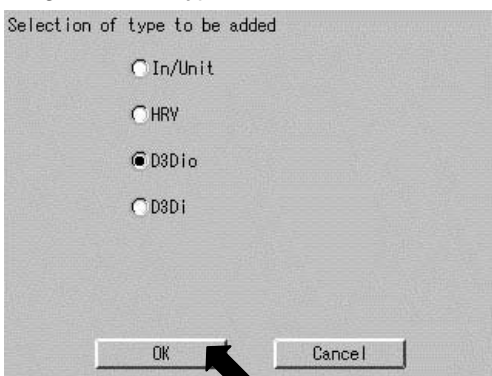 Selection of type to be added
In/Unit
HRV
D3Dio
D3Di
OK Cancel